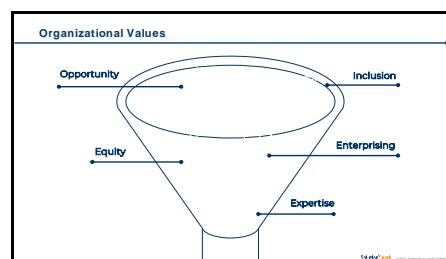 Organizational Values
Opportunity
Inclusion
Equity
Enterprising
Expertise